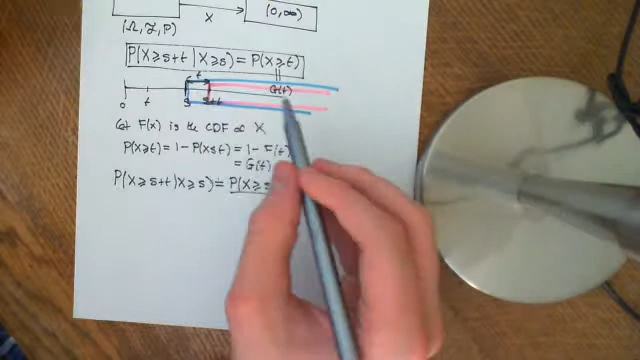 X
(0,∞)
(Ω, F, P)
P(X≥s+t | X≥s) = P(X≥t)
t
G(t)
0 t s s+t
Let F(x) is the CDF of X
P(X≥t) = 1 - P(X≤t) = 1 - F(t)
= G(t)
P(X≥s+t | X≥s) = P(X≥s